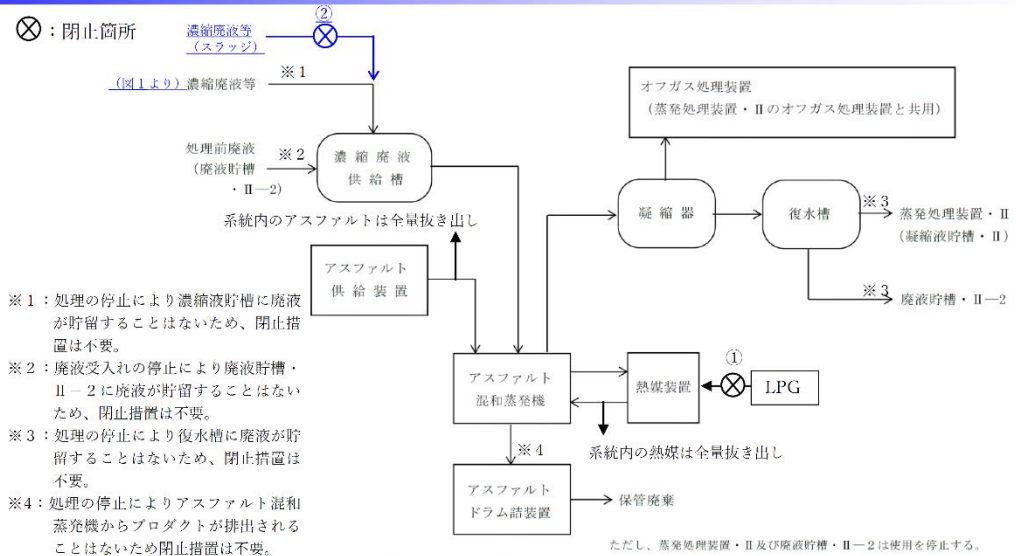 ⊗：閉止箇所
濃縮廃液等
（スラッジ）
②
（図１より）濃縮廃液等
※１
処理前廃液
（廃液貯槽
・Ⅱ―2）
※２
濃縮廃液
供給槽
オフガス処理装置
（蒸発処理装置・Ⅱのオフガス処理装置と共用）
凝縮器
復水槽
※３
蒸発処理装置・Ⅱ
（凝縮液貯槽・Ⅱ）
※３
廃液貯槽・Ⅱ―2
系統内のアスファルトは全量抜き出し
アスファルト
供給装置
アスファルト
混和蒸発機
熱媒装置
①
LPG
系統内の熱媒は全量抜き出し
※４
アスファルト
ドラム詰装置
保管廃棄
※１：処理の停止により濃縮液貯槽に廃液
が貯留することはないため、閉止措
置は不要。
※２：廃液受入れの停止により廃液貯槽・
Ⅱ－２に廃液が貯留することはない
ため、閉止措置は不要。
※３：処理の停止により復水槽に廃液が貯
留することはないため、閉止措置は
不要。
※4：処理の停止によりアスファルト混和
蒸発機からプロダクトが排出される
ことはないため閉止措置は不要。
ただし、蒸発処理装置・Ⅱ及び廃液貯槽・Ⅱ―2は使用を停止する。